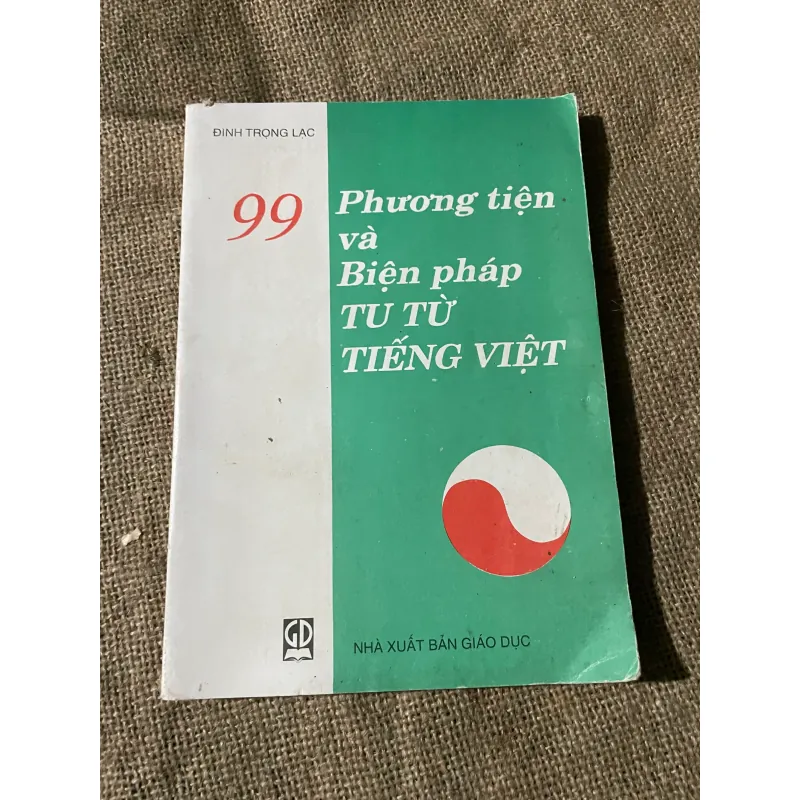 ĐINH TRỌNG LẠC
99
Phương tiện
và
Biện pháp
TU TỪ
TIẾNG VIỆT
GD
NHÀ XUẤT BẢN GIÁO DỤC